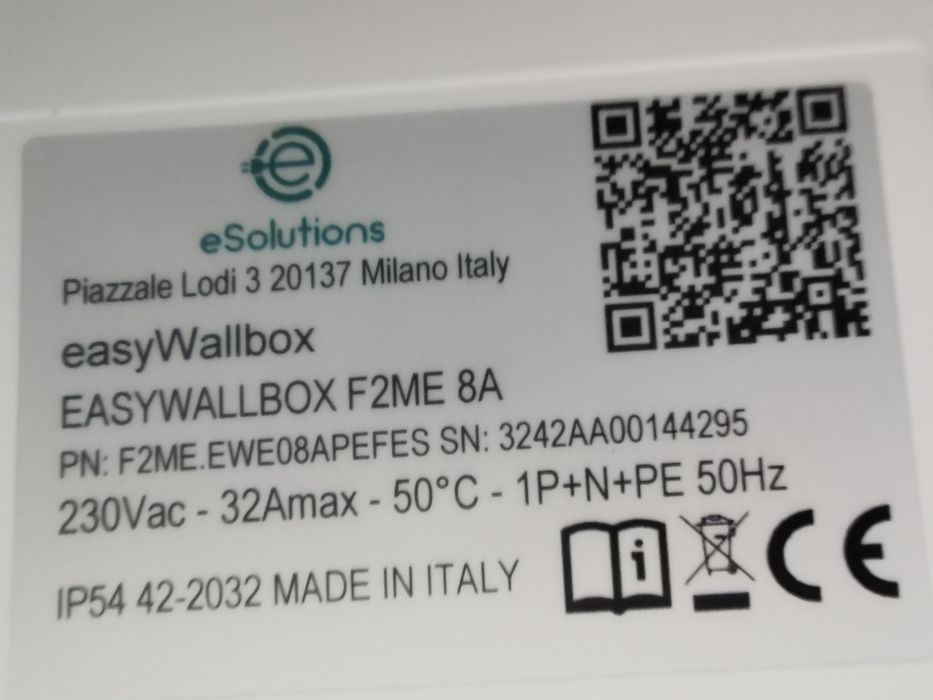 eSolutions
Piazzale Lodi 3 20137 Milano Italy
easyWallbox
EASYWALLBOX F2ME 8A
PN: F2ME.EWE08APEFES SN: 3242AA00144295
230Vac - 32Amax - 50°C - 1P+N+PE 50Hz
IP54 42-2032 MADE IN ITALY
i
CE